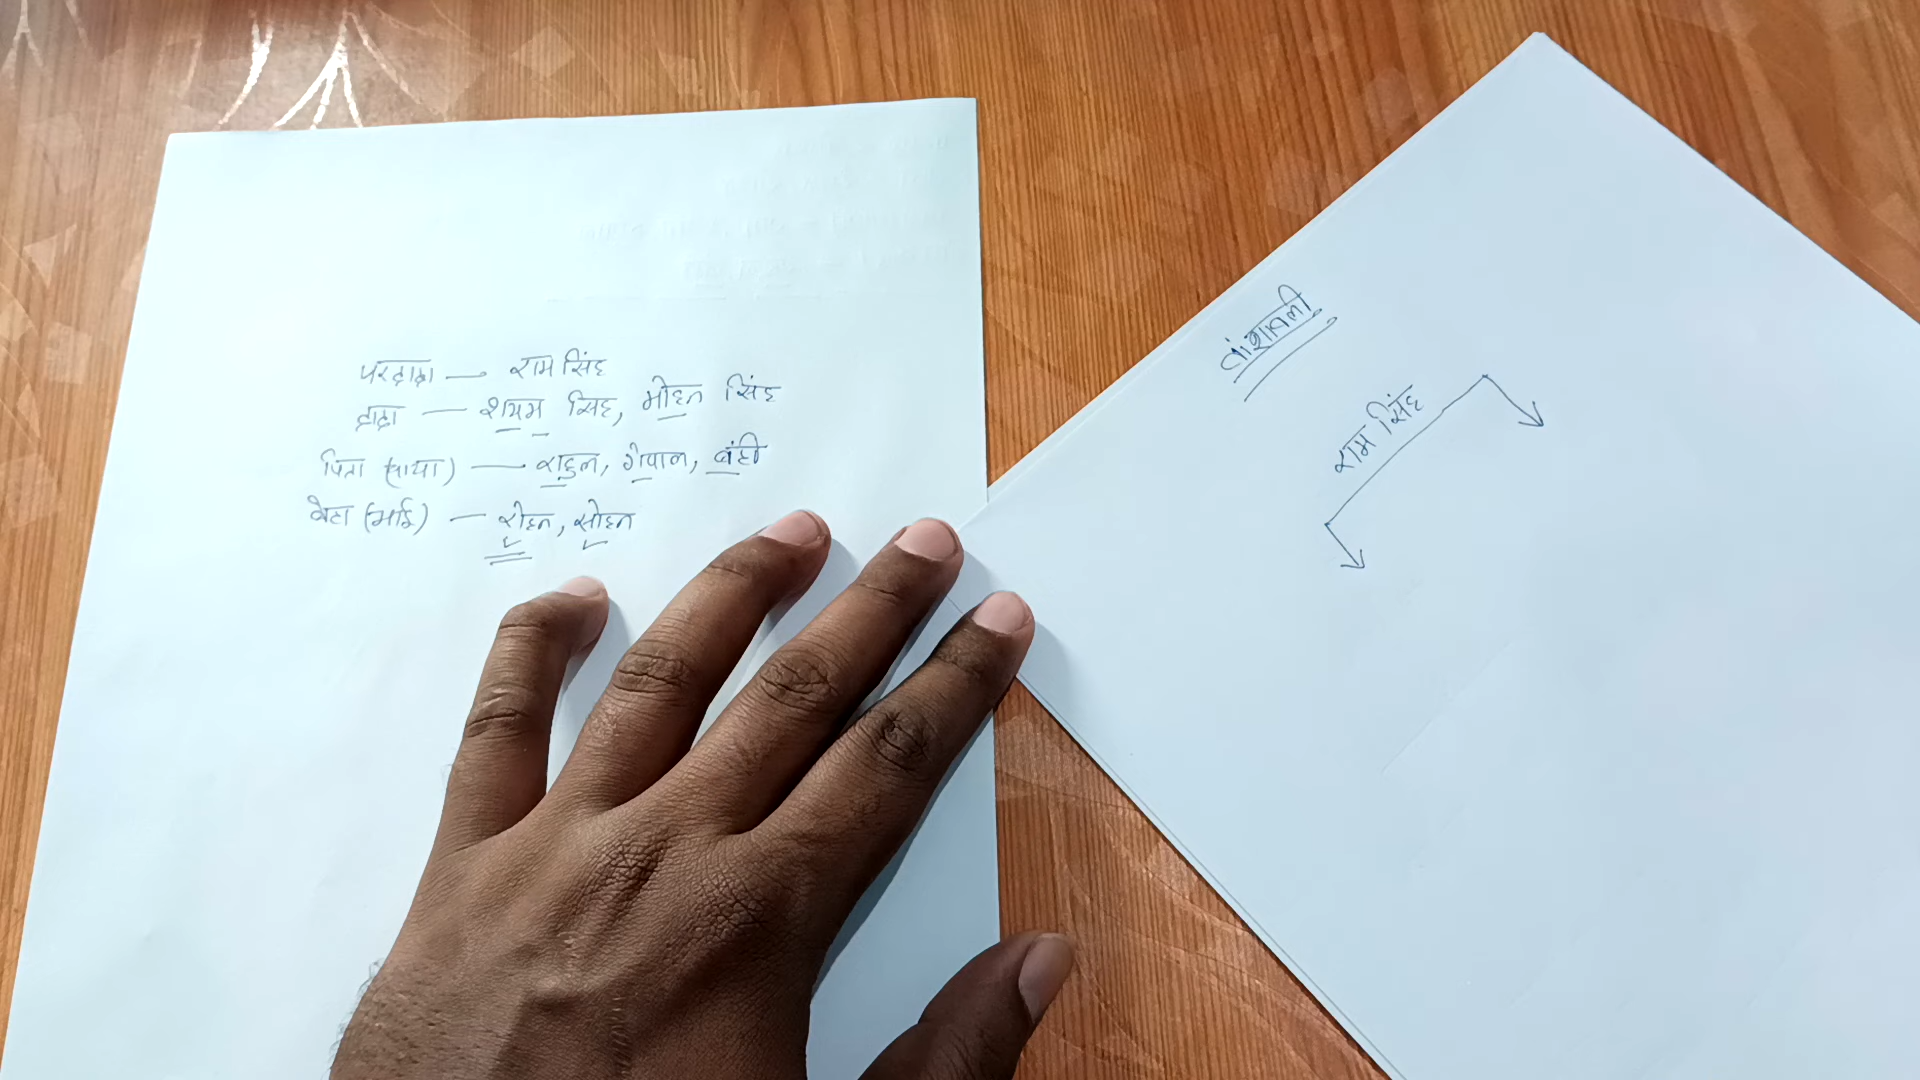 परदादा — राम सिंह
दादा — श्याम सिंह, मोहन सिंह
पिता (चाचा) — राहुल, गोपाल, बंटी
बेटा (भाई) — रोहन, सोहन
वंशावली
राम सिंह